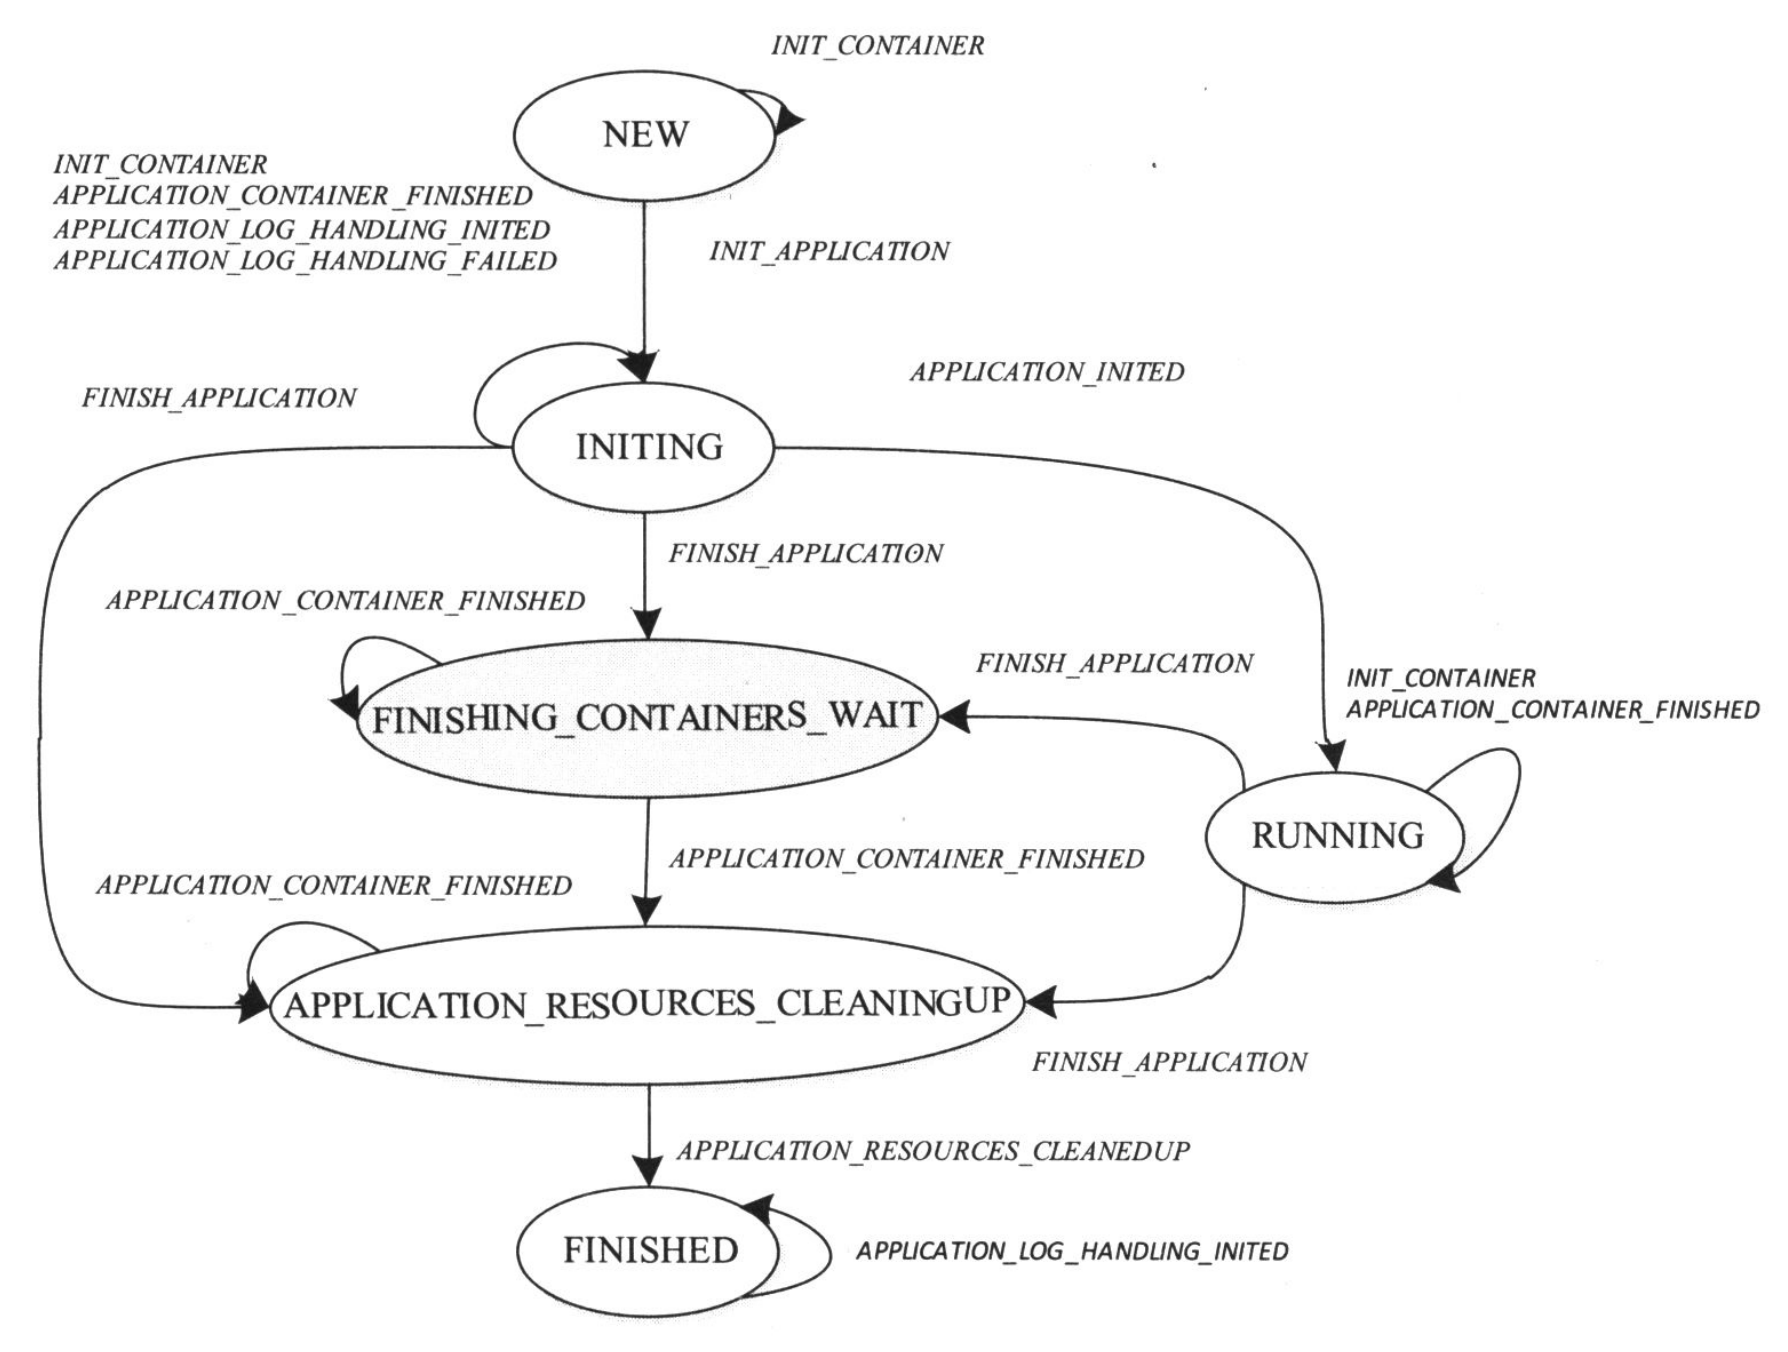 INIT_CONTAINER
NEW
INIT_CONTAINER
APPLICATION_CONTAINER_FINISHED
APPLICATION_LOG_HANDLING_INITED
APPLICATION_LOG_HANDLING_FAILED
INIT_APPLICATION
APPLICATION_INITED
FINISH_APPLICATION
INITING
FINISH_APPLICATION
APPLICATION_CONTAINER_FINISHED
FINISH_APPLICATION
INIT_CONTAINER
APPLICATION_CONTAINER_FINISHED
FINISHING_CONTAINERS_WAIT
RUNNING
APPLICATION_CONTAINER_FINISHED
APPLICATION_CONTAINER_FINISHED
APPLICATION_RESOURCES_CLEANINGUP
FINISH_APPLICATION
APPLICATION_RESOURCES_CLEANEDUP
FINISHED
APPLICATION_LOG_HANDLING_INITED